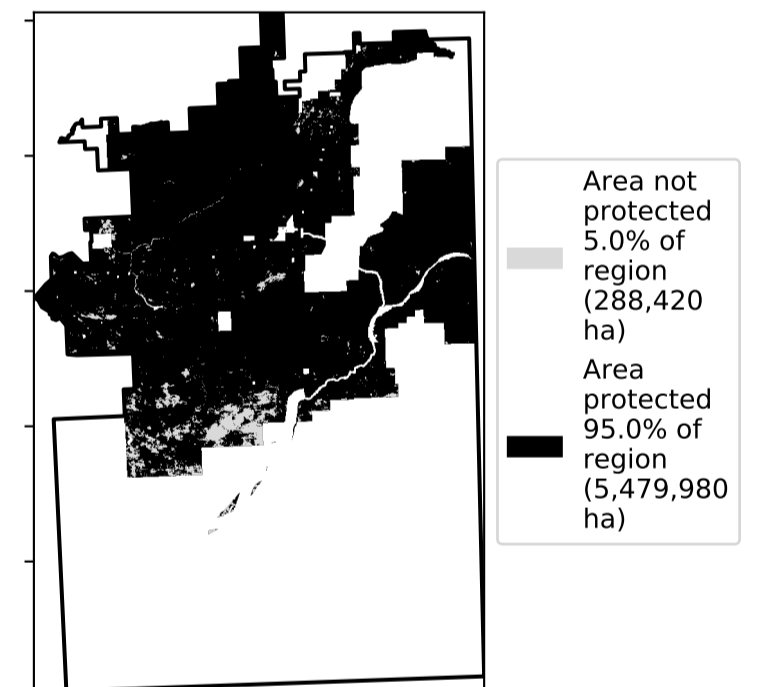 Area not
protected
5.0% of
region
(288,420
ha)
Area
protected
95.0% of
region
(5,479,980
ha)